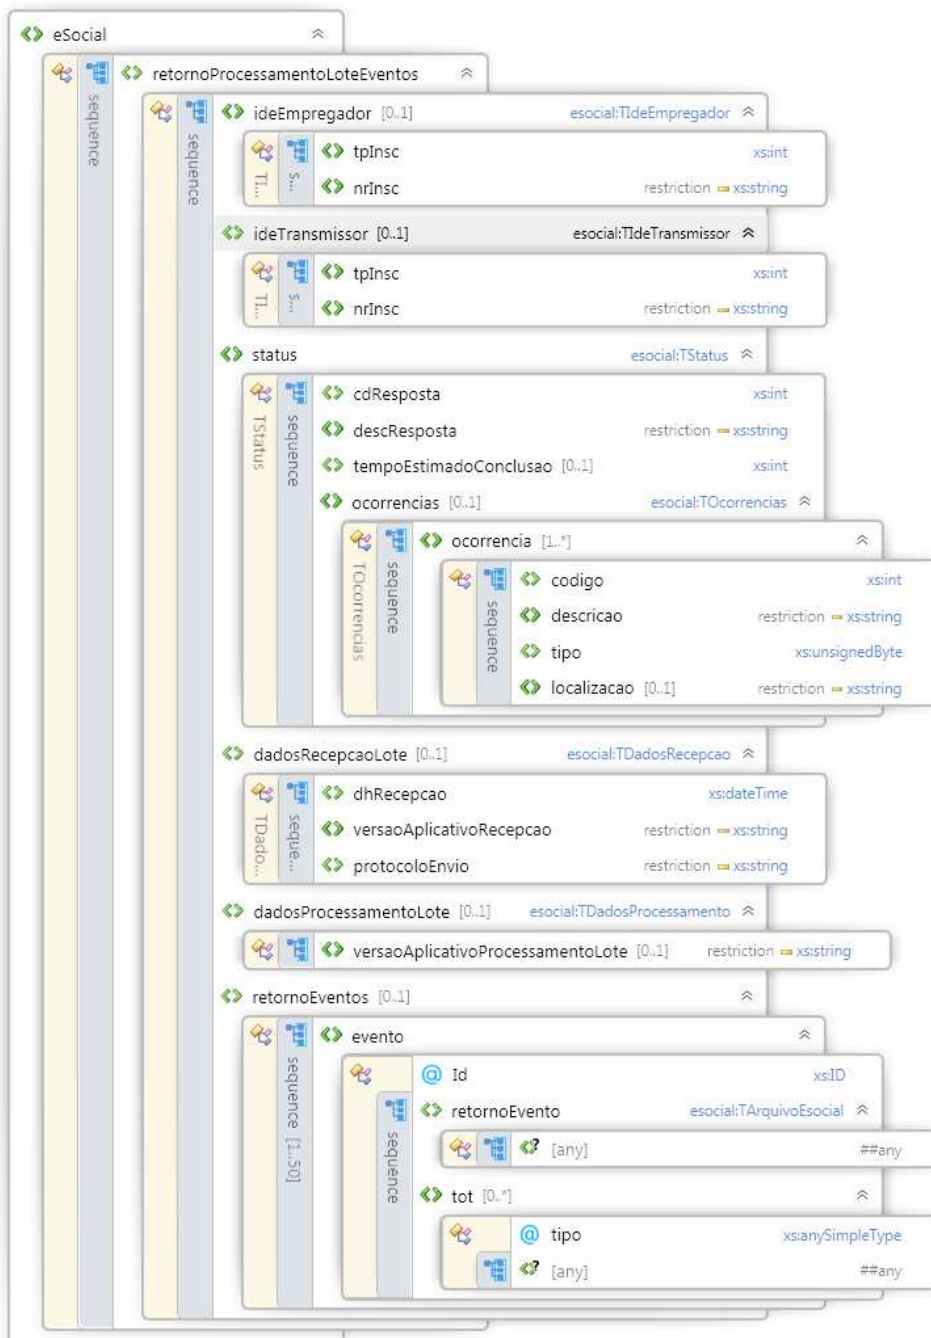 eSocial
sequence
retornoProcessamentoLoteEventos
sequence
ideEmpregador [0..1] esocial:TIdeEmpregador
TI... s...
tpInsc xs:int
nrInsc restriction xs:string
ideTransmissor [0..1] esocial:TIdeTransmissor
TI... s...
tpInsc xs:int
nrInsc restriction xs:string
status esocial:TStatus
TStatus sequence
cdResposta xs:int
descResposta restriction xs:string
tempoEstimadoConclusao [0..1] xs:int
ocorrencias [0..1] esocial:TOcorrencias
TOcorrencias sequence
ocorrencia [1..*]
sequence
codigo xs:int
descricao restriction xs:string
tipo xs:unsignedByte
localizacao [0..1] restriction xs:string
dadosRecepcaoLote [0..1] esocial:TDadosRecepcao
TDado... seque...
dhRecepcao xs:dateTime
versaoAplicativoRecepcao restriction xs:string
protocoloEnvio restriction xs:string
dadosProcessamentoLote [0..1] esocial:TDadosProcessamento
versaoAplicativoProcessamentoLote [0..1] restriction xs:string
retornoEventos [0..1]
sequence [1..50]
evento
@ Id xs:ID
sequence
retornoEvento esocial:TArquivoEsocial
[any] ##any
tot [0..*]
@ tipo xs:anySimpleType
[any] ##any